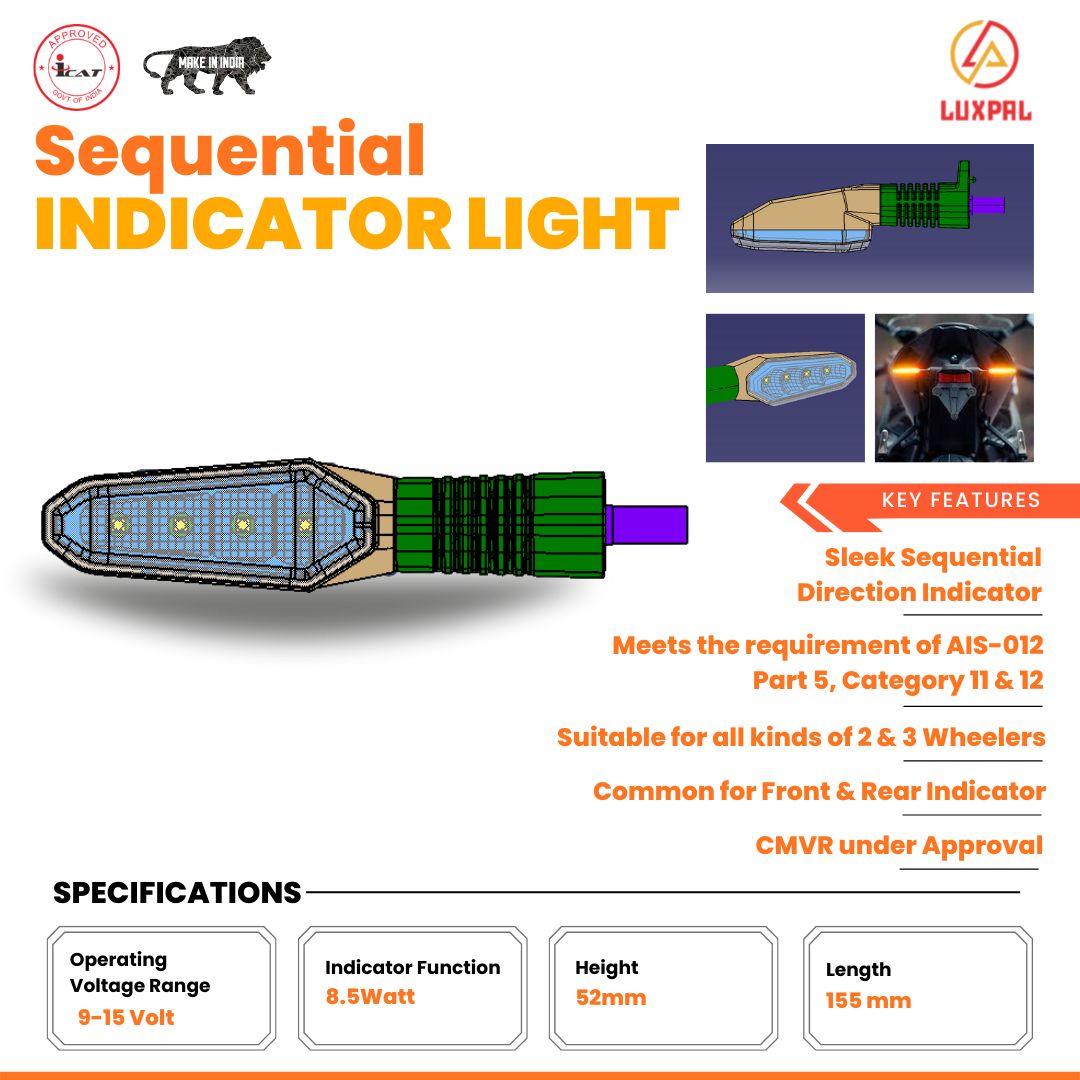 APPROVED
iCAT
GOVT OF INDIA
MAKE IN INDIA
LUXPAL
Sequential
INDICATOR LIGHT
KEY FEATURES
Sleek Sequential
Direction Indicator
Meets the requirement of AIS-012
Part 5, Category 11 & 12
Suitable for all kinds of 2 & 3 Wheelers
Common for Front & Rear Indicator
CMVR under Approval
SPECIFICATIONS
Operating
Voltage Range
9-15 Volt
Indicator Function
8.5Watt
Height
52mm
Length
155 mm